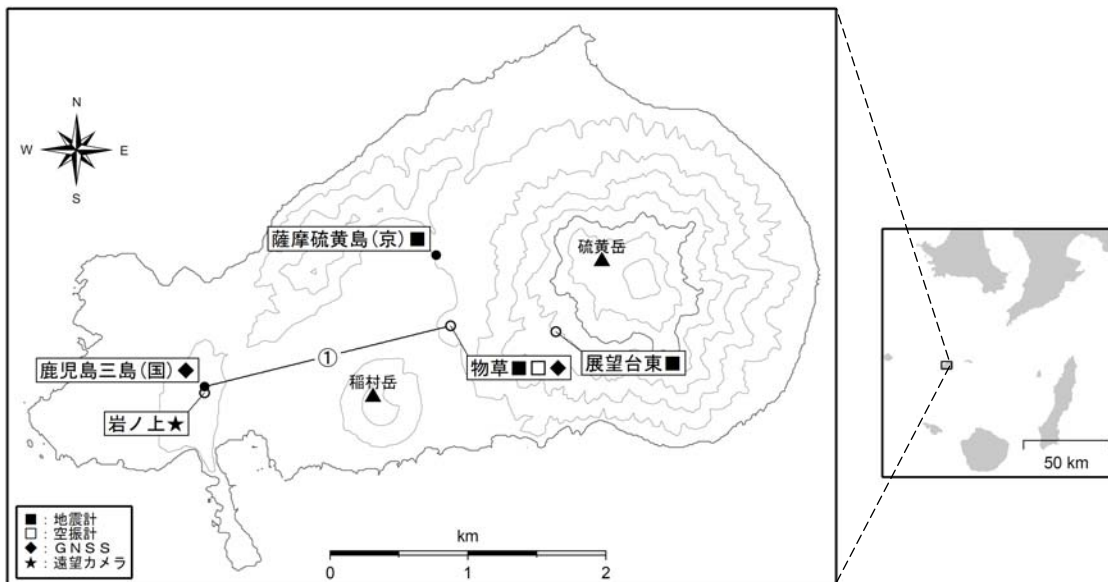 N
W
E
S
薩摩硫黄島(京)■
硫黄岳
①
鹿児島三島(国)◆
物草■□◆
展望台東■
稲村岳
岩ノ上★
■:地震計
□:空振計
◆:GNSS
★:遠望カメラ
km
0 1 2
50 km